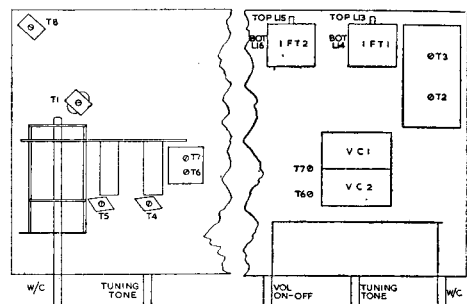 T8
T1
T7
T6
T5
T4
W/C
TUNING
TONE
TOP L15
TOP L13
BOT
L16
IFT2
BOT
L14
IFT1
T3
T2
VC1
T7
VC2
T6
VOL
ON-OFF
TUNING
TONE
W/C